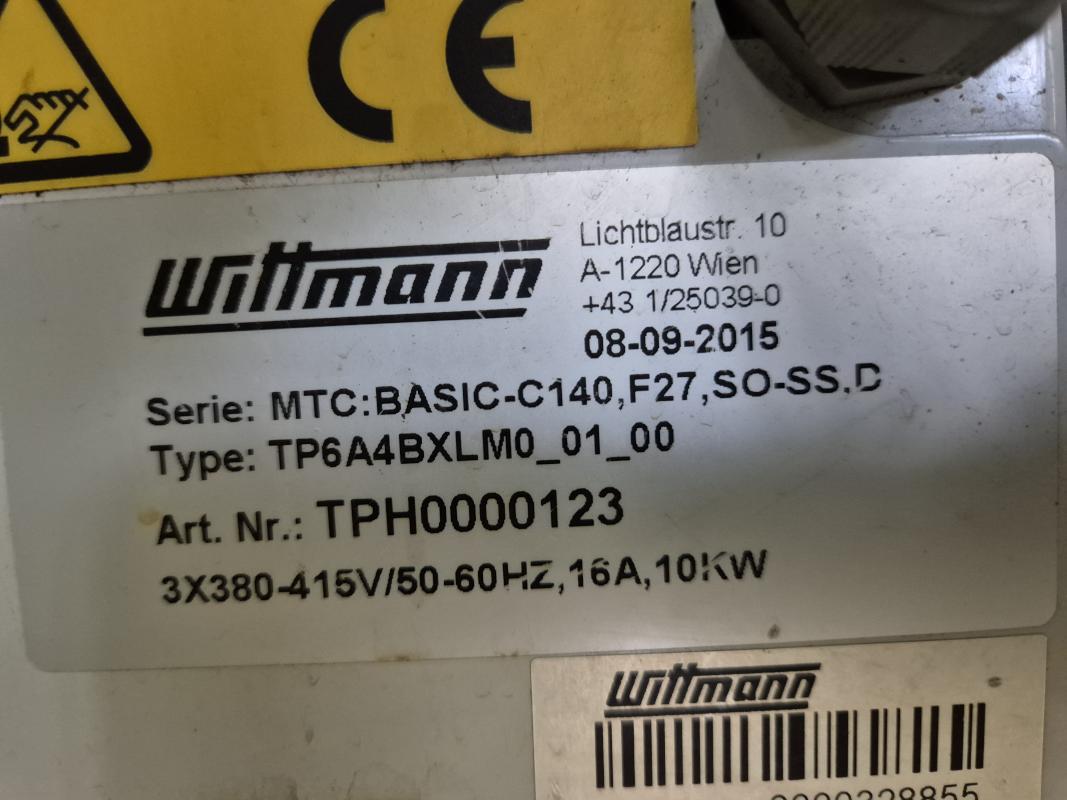 CE
Wittmann
Lichtblaustr. 10
A-1220 Wien
+43 1/25039-0
08-09-2015
Serie: MTC:BASIC-C140,F27,SO-SS,D
Type: TP6A4BXLM0_01_00
Art. Nr.: TPH0000123
3X380-415V/50-60HZ,16A,10KW
Wittmann